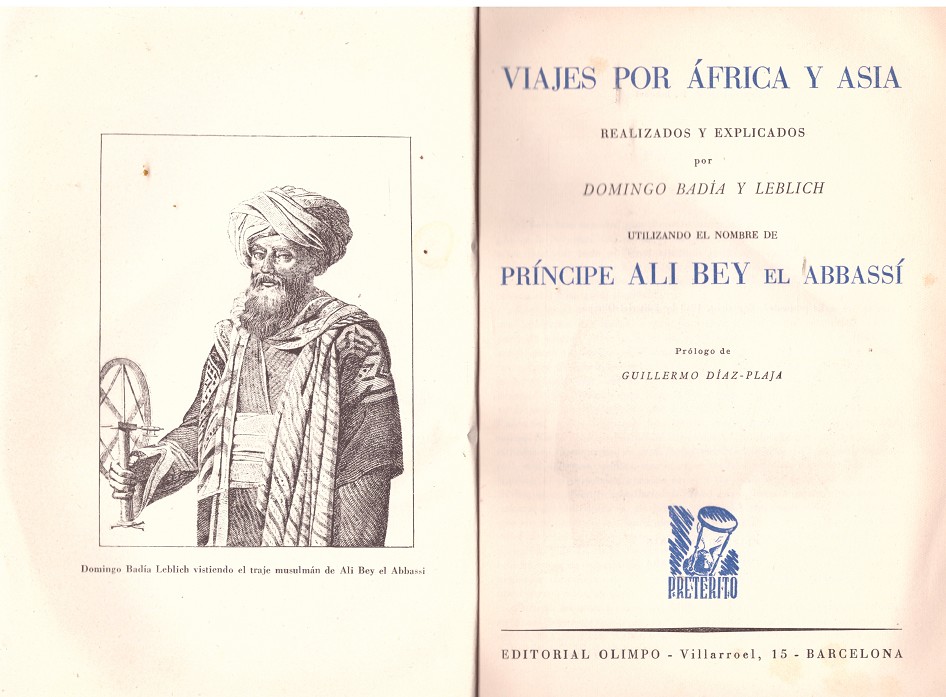 Domingo Badía Leblich vistiendo el traje musulmán de Ali Bey el Abbassi
VIAJES POR ÁFRICA Y ASIA
REALIZADOS Y EXPLICADOS
por
DOMINGO BADÍA Y LEBLICH
UTILIZANDO EL NOMBRE DE
PRÍNCIPE ALI BEY EL ABBASSÍ
Prólogo de
GUILLERMO DÍAZ-PLAJA
PRETERITO
EDITORIAL OLIMPO - Villarroel, 15 - BARCELONA